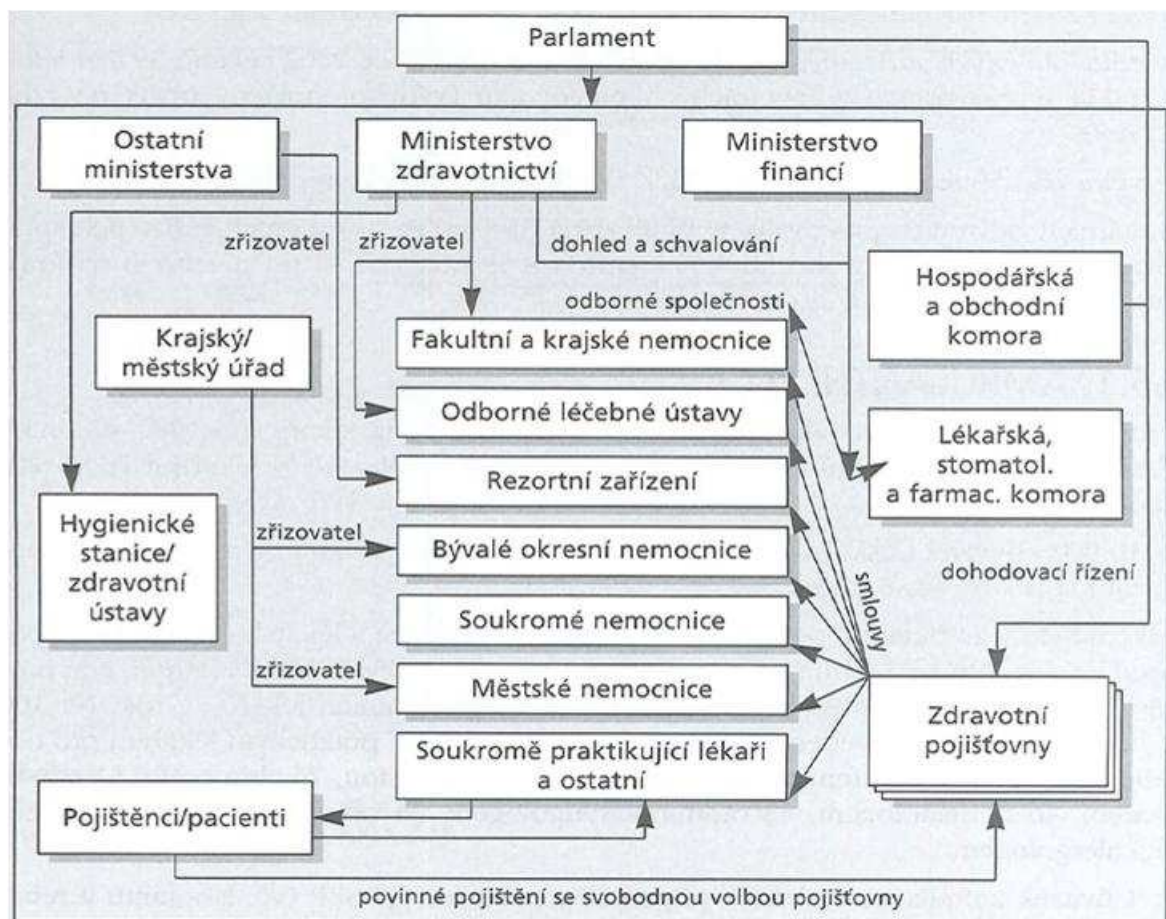 Parlament
Ostatní
ministerstva
Ministerstvo
zdravotnictví
Ministerstvo
financí
zřizovatel
zřizovatel
dohled a schvalování
odborné společnosti
Hospodářská
a obchodní
komora
Krajský/
městský úřad
Fakultní a krajské nemocnice
Odborné léčebné ústavy
Lékařská,
stomatol.
a farmac. komora
Rezortní zařízení
Hygienické
stanice/
zdravotní
ústavy
zřizovatel
Bývalé okresní nemocnice
dohodovací řízení
smlouvy
Soukromé nemocnice
zřizovatel
Městské nemocnice
Zdravotní
pojišťovny
Soukromě praktikující lékaři
a ostatní
Pojištěnci/pacienti
povinné pojištění se svobodnou volbou pojišťovny